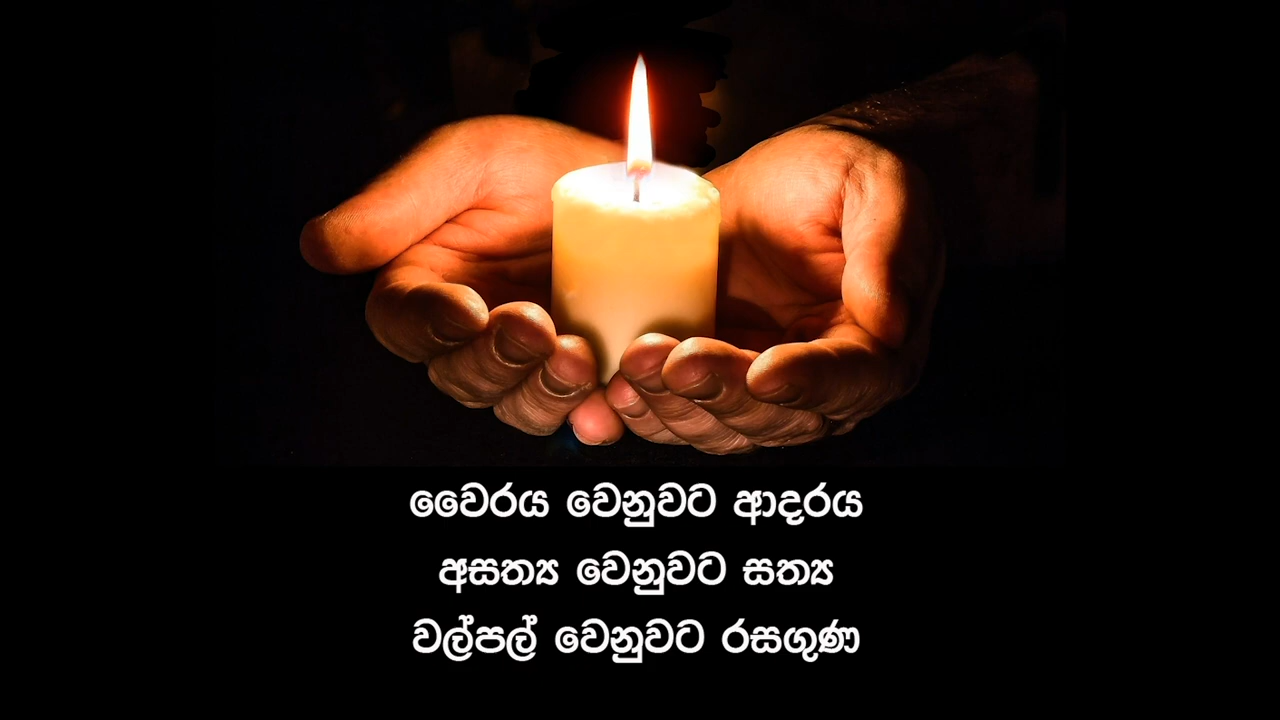 වෛරය වෙනුවට ආදරය
අසත්‍ය වෙනුවට සත්‍ය
වල්පල් වෙනුවට රසගුණ